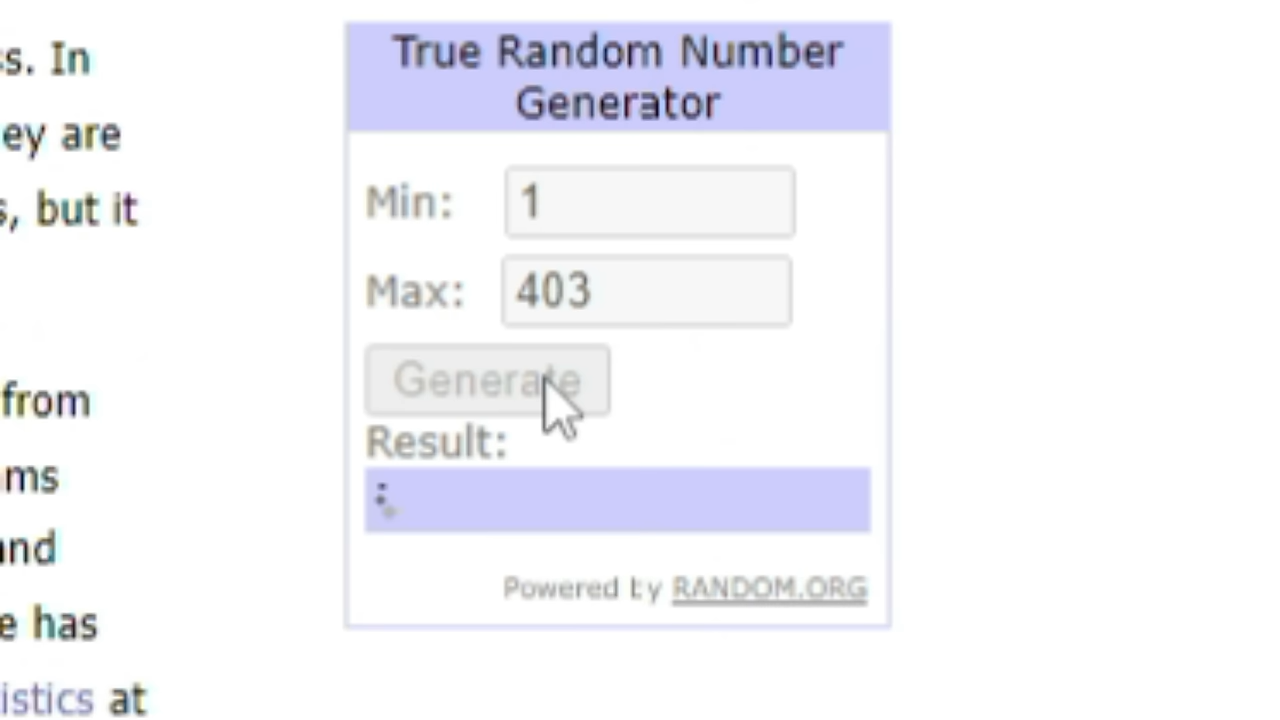 s. In
ey are
s, but it
from
ms
and
e has
istics at
True Random Number
Generator
Min: 1
Max: 403
Generate
Result:
Powered by RANDOM.ORG